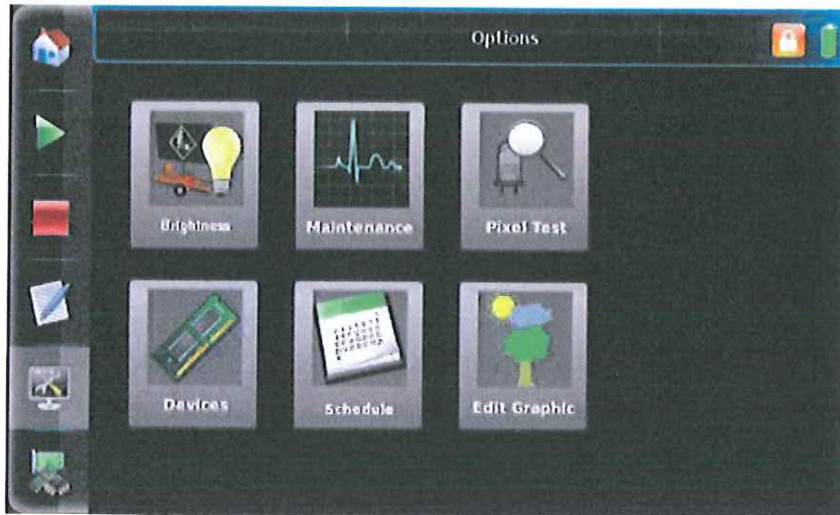 Options
Brightness
Maintenance
Pixel Test
Devices
Schedule
Edit Graphic